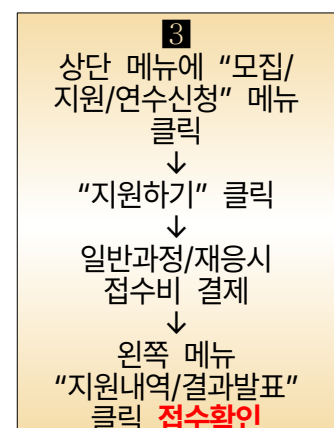 3
상단 메뉴에 "모집/
지원/연수신청" 메뉴
클릭
↓
"지원하기" 클릭
↓
일반과정/재응시
접수비 결제
↓
왼쪽 메뉴
"지원내역/결과발표"
클릭 접수확인